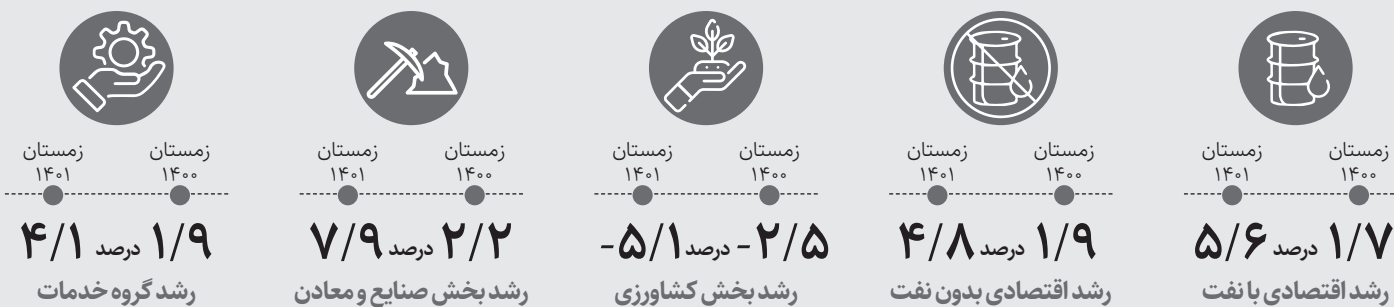 زمستان ۱۴۰۰
زمستان ۱۴۰۱
۱/۷ درصد ۵/۶
رشد اقتصادی با نفت
زمستان ۱۴۰۰
زمستان ۱۴۰۱
۱/۹ درصد ۴/۸
رشد اقتصادی بدون نفت
زمستان ۱۴۰۰
زمستان ۱۴۰۱
-۲/۵ درصد -۵/۱
رشد بخش کشاورزی
زمستان ۱۴۰۰
زمستان ۱۴۰۱
۲/۲ درصد ۷/۹
رشد بخش صنایع و معادن
زمستان ۱۴۰۰
زمستان ۱۴۰۱
۱/۹ درصد ۴/۱
رشد گروه خدمات